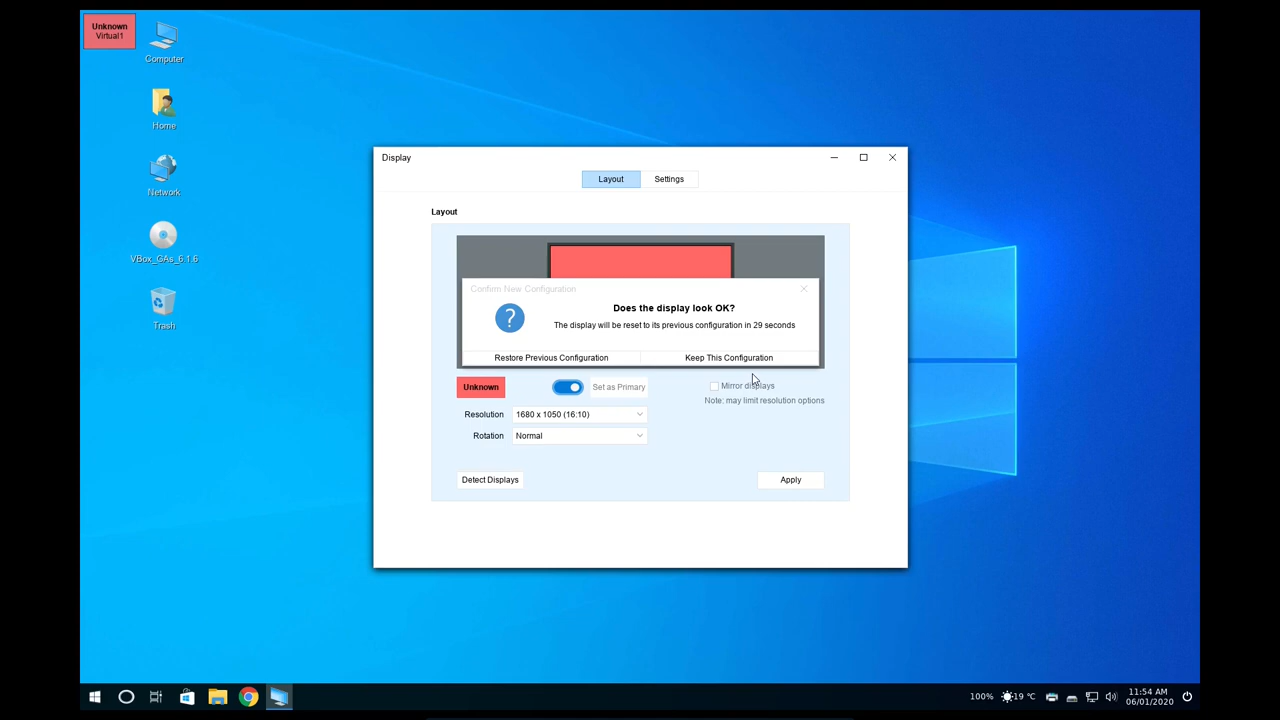 Unknown
Virtual1
Computer
Home
Network
VBox_GAs_6.1.6
Trash
Display
Layout
Settings
Layout
Confirm New Configuration
Does the display look OK?
The display will be reset to its previous configuration in 29 seconds
Restore Previous Configuration
Keep This Configuration
Unknown
Set as Primary
Mirror displays
Note: may limit resolution options
Resolution
1680 x 1050 (16:10)
Rotation
Normal
Detect Displays
Apply
100%
19 ℃
11:54 AM
06/01/2020